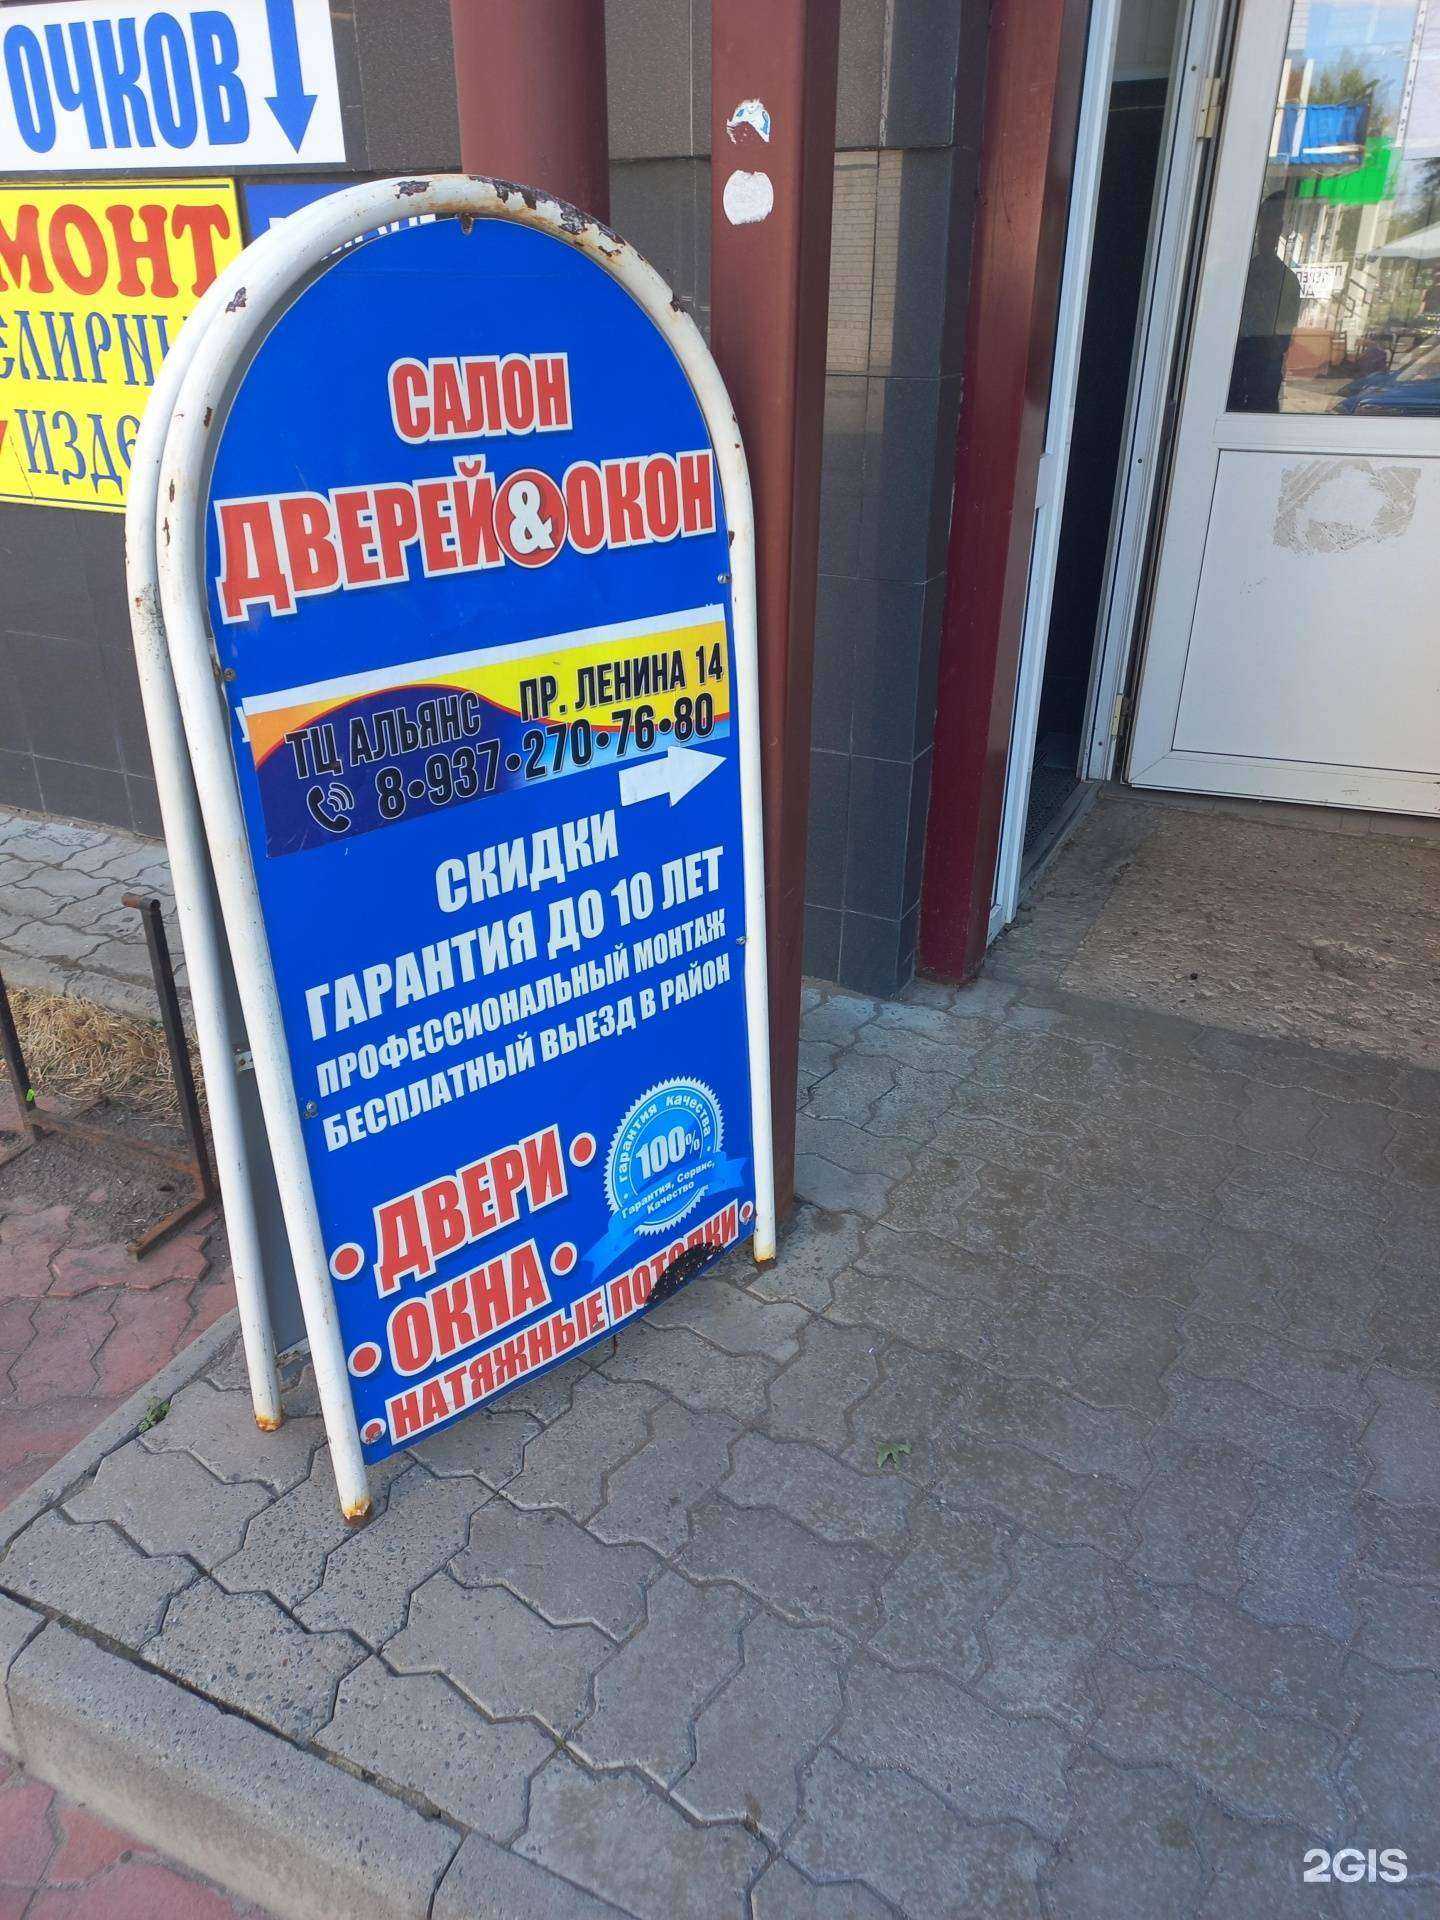 ОЧКОВ
МОНТ
САЛОН
ДВЕРЕЙ&ОКОН
ТЦ АЛЬЯНС ПР. ЛЕНИНА 14
8•937•270•76•80
СКИДКИ
ГАРАНТИЯ ДО 10 ЛЕТ
ПРОФЕССИОНАЛЬНЫЙ МОНТАЖ
БЕСПЛАТНЫЙ ВЫЕЗД В РАЙОН
гарантия качества
100%
Гарантия, Сервис,
Качество
• ДВЕРИ •
• ОКНА •
• НАТЯЖНЫЕ ПОТОЛКИ •
2GIS